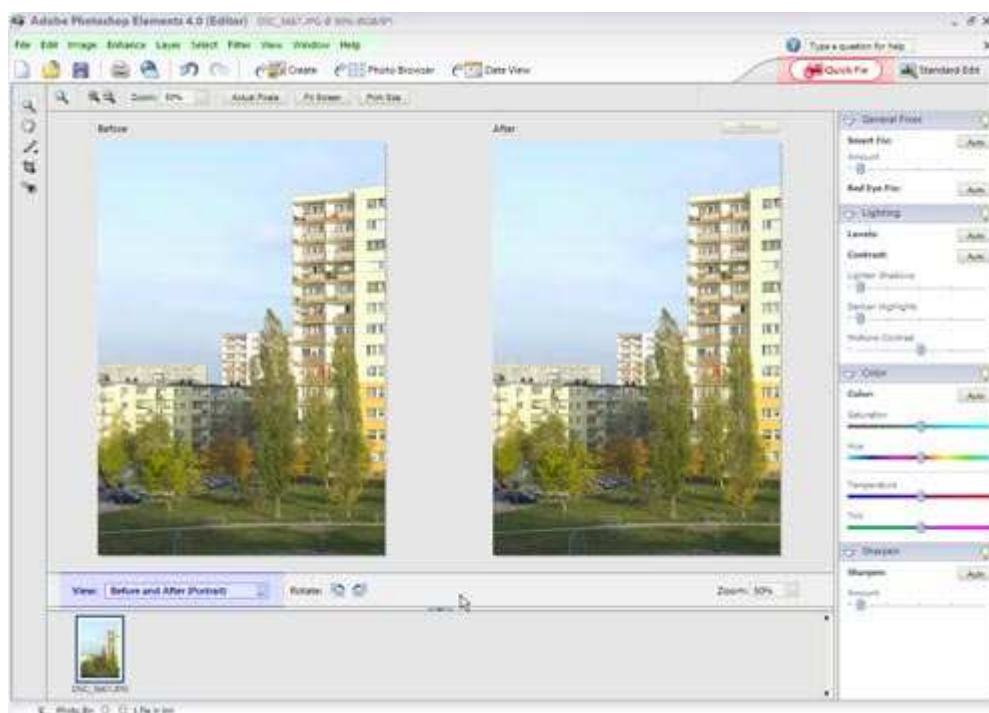 Adobe Photoshop Elements 4.0 (Editor)
File Edit Image Enhance Layer Select Filter View Window Help
Type a question for help
Create Photo Browser Date View
Quick Fix Standard Edit
Zoom: 50% Actual Pixels Fit Screen Print Size
Before
After
General Fixes
Smart Fix: Auto
Amount
Red Eye Fix: Auto
Lighting
Levels: Auto
Contrast: Auto
Lighten Shadows
Darken Highlights
Midtone Contrast
Color
Color: Auto
Saturation
Hue
Temperature
Tint
Sharpen
Sharpen: Auto
Amount
View: Before and After (Portrait) Rotate: Zoom: 50%
Photo Bin